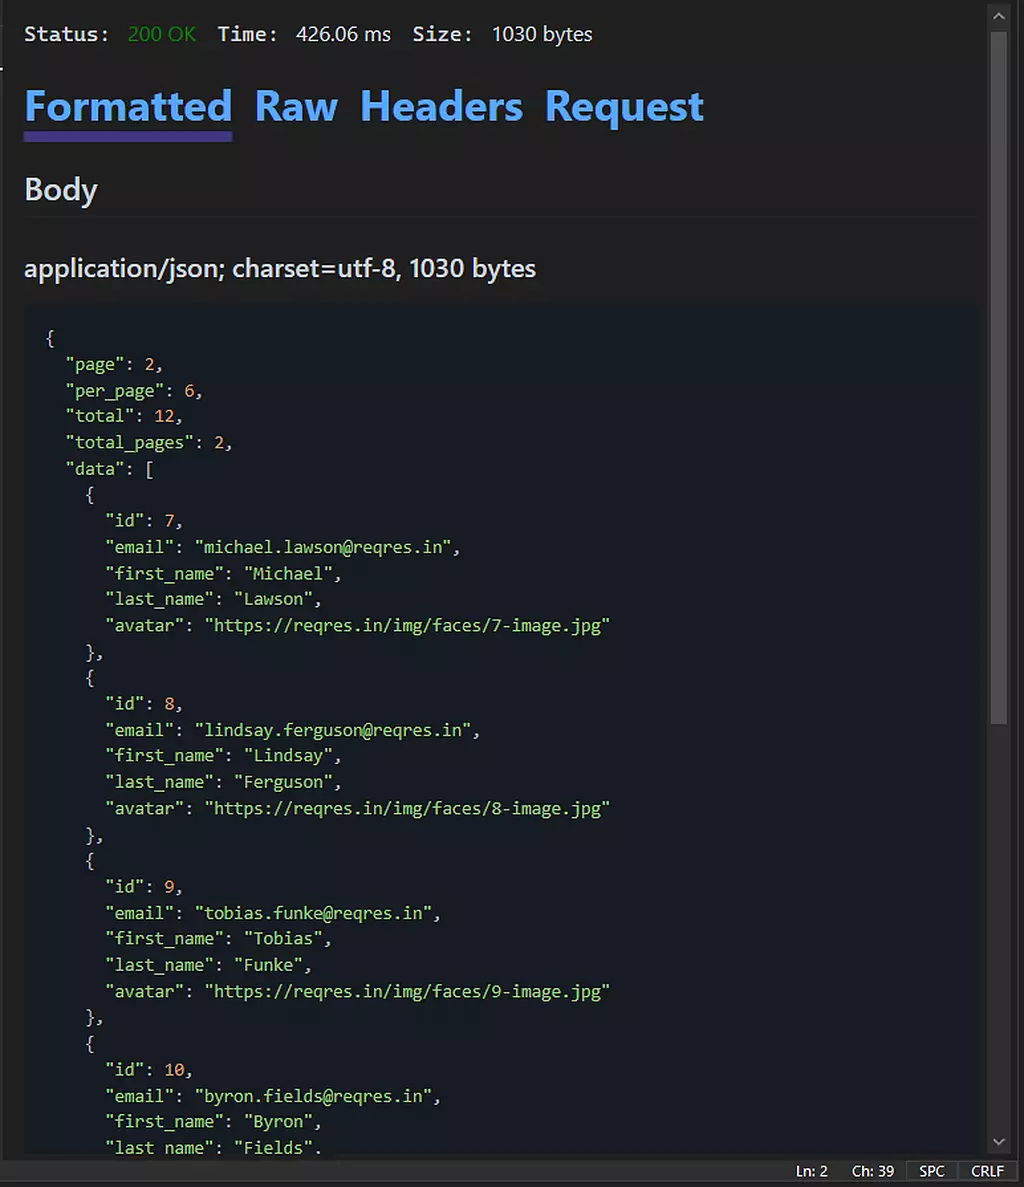 Status: 200 OK Time: 426.06 ms Size: 1030 bytes
Formatted Raw Headers Request
Body
application/json; charset=utf-8, 1030 bytes
{
  "page": 2,
  "per_page": 6,
  "total": 12,
  "total_pages": 2,
  "data": [
    {
      "id": 7,
      "email": "michael.lawson@reqres.in",
      "first_name": "Michael",
      "last_name": "Lawson",
      "avatar": "https://reqres.in/img/faces/7-image.jpg"
    },
    {
      "id": 8,
      "email": "lindsay.ferguson@reqres.in",
      "first_name": "Lindsay",
      "last_name": "Ferguson",
      "avatar": "https://reqres.in/img/faces/8-image.jpg"
    },
    {
      "id": 9,
      "email": "tobias.funke@reqres.in",
      "first_name": "Tobias",
      "last_name": "Funke",
      "avatar": "https://reqres.in/img/faces/9-image.jpg"
    },
    {
      "id": 10,
      "email": "byron.fields@reqres.in",
      "first_name": "Byron",
      "last_name": "Fields",
Ln: 2 Ch: 39 SPC CRLF